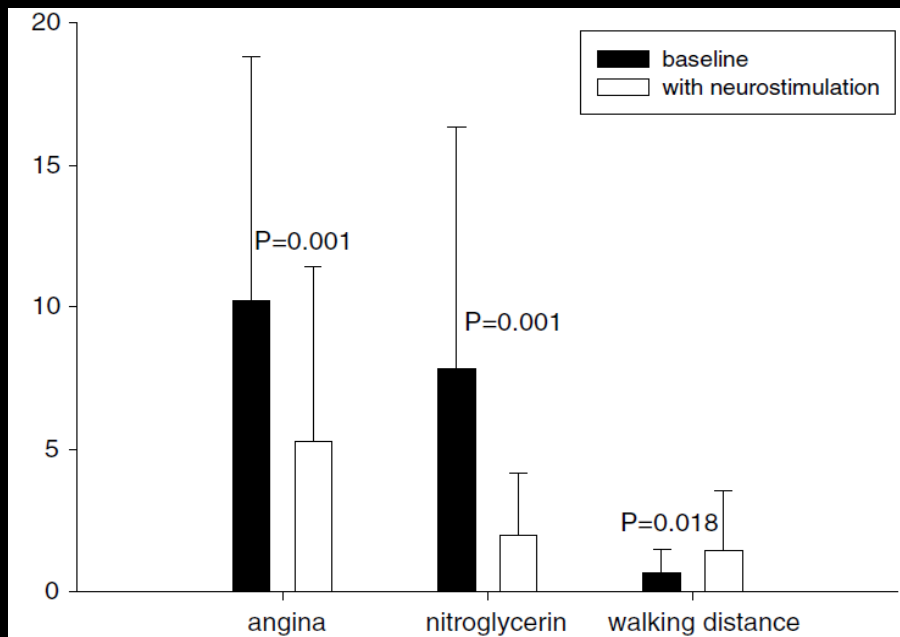 20
baseline
with neurostimulation
15
P=0.001
10
P=0.001
5
P=0.018
0
angina nitroglycerin walking distance